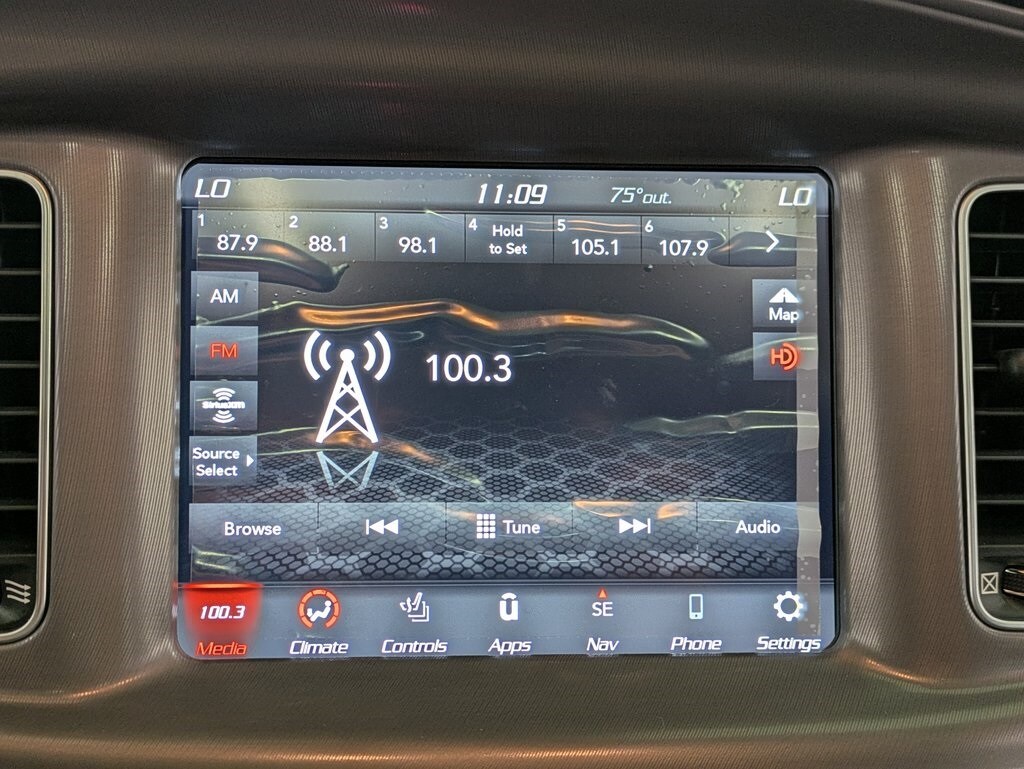 LO 11:09 75°out. LO
1 87.9 2 88.1 3 98.1 4 Hold to Set 5 105.1 6 107.9
AM
Map
FM
HD
100.3
SiriusXM
Source
Select
Browse Tune Audio
100.3 SE
Media Climate Controls Apps Nav Phone Settings